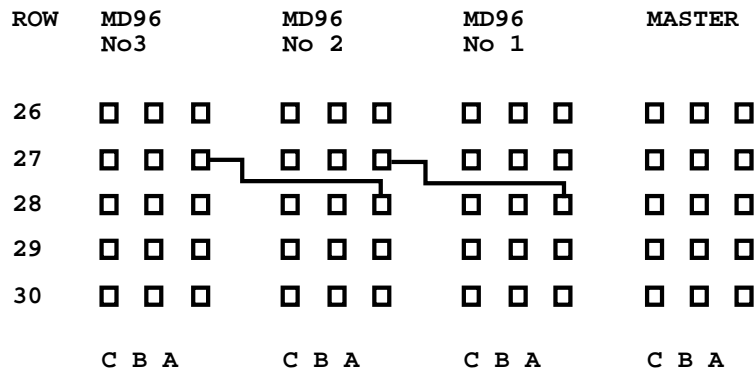 ROW MD96 MD96 MD96 MASTER
No3 No 2 No 1
26
27
28
29
30
C B A C B A C B A C B A